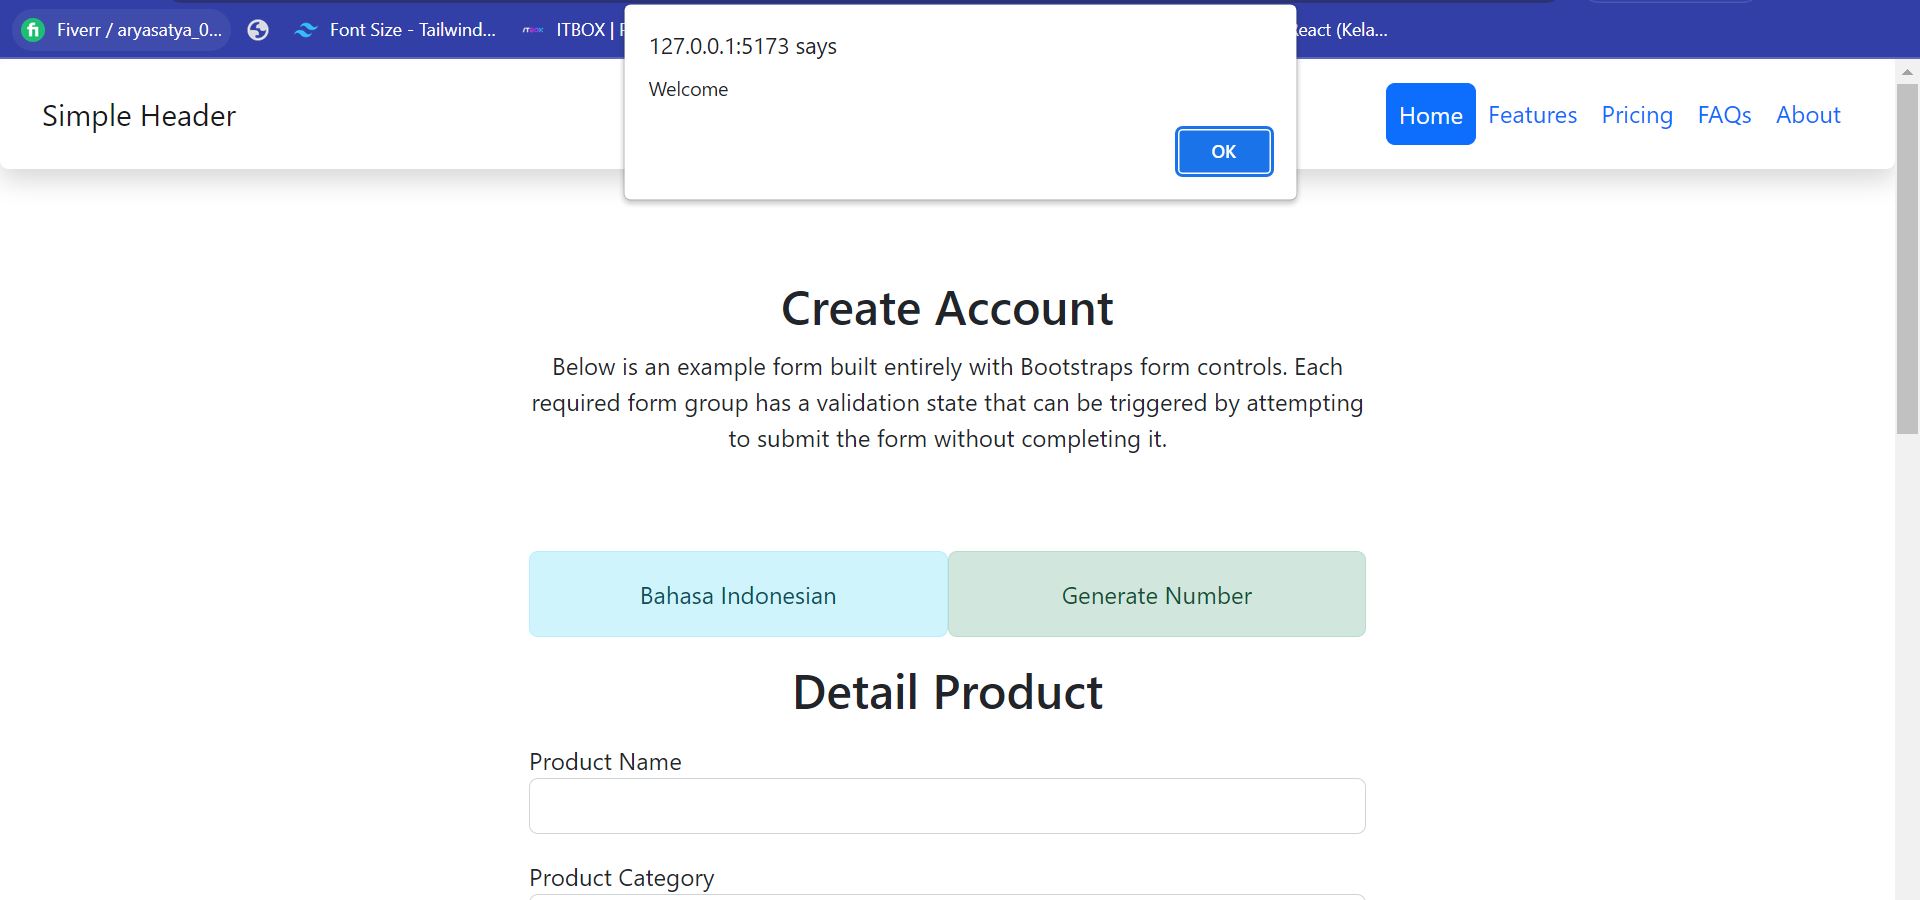 Fiverr / aryasatya_0...
Font Size - Tailwind...
ITBOX |
React (Kela...
127.0.0.1:5173 says
Welcome
OK
Simple Header
Home
Features
Pricing
FAQs
About
Create Account
Below is an example form built entirely with Bootstraps form controls. Each
required form group has a validation state that can be triggered by attempting
to submit the form without completing it.
Bahasa Indonesian
Generate Number
Detail Product
Product Name
Product Category